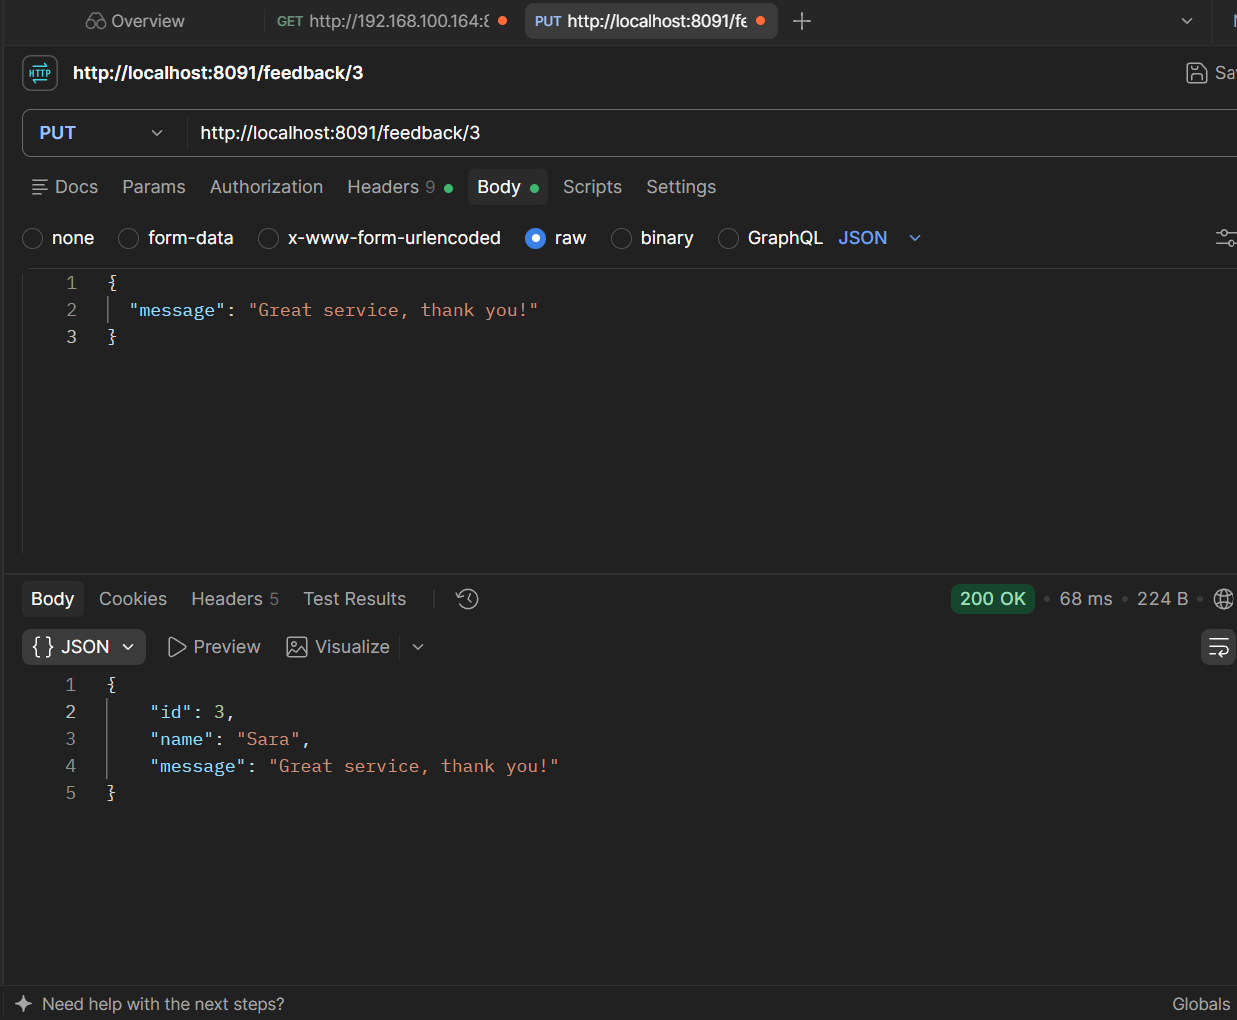 Overview GET http://192.168.100.164:8 PUT http://localhost:8091/fe
HTTP http://localhost:8091/feedback/3 Sav
PUT http://localhost:8091/feedback/3
Docs Params Authorization Headers 9 Body Scripts Settings
none form-data x-www-form-urlencoded raw binary GraphQL JSON
1 {
2 "message": "Great service, thank you!"
3 }
Body Cookies Headers 5 Test Results 200 OK • 68 ms • 224 B •
{} JSON Preview Visualize
1 {
2 "id": 3,
3 "name": "Sara",
4 "message": "Great service, thank you!"
5 }
Need help with the next steps? Globals